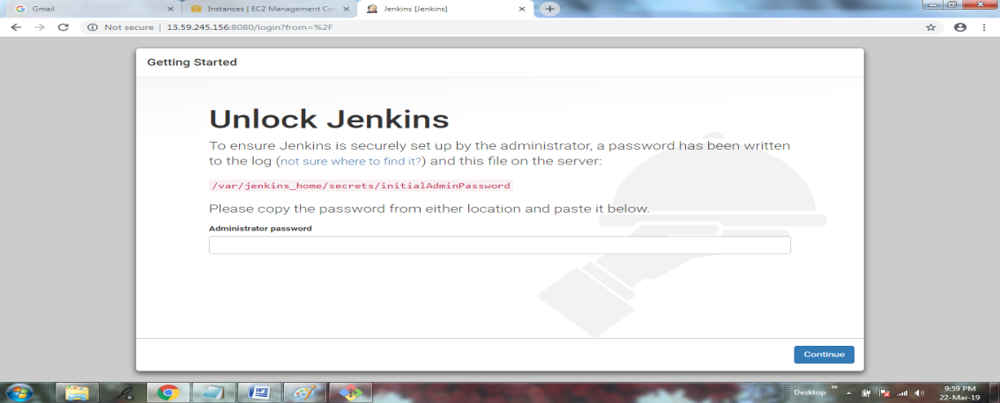 Gmail
Instances | EC2 Management Con
Jenkins [Jenkins]
Not secure | 13.59.245.156:8080/login?from=%2F
Getting Started
Unlock Jenkins
To ensure Jenkins is securely set up by the administrator, a password has been written
to the log (not sure where to find it?) and this file on the server:
/var/jenkins_home/secrets/initialAdminPassword
Please copy the password from either location and paste it below.
Administrator password
Continue
Desktop
9:59 PM
22-Mar-19